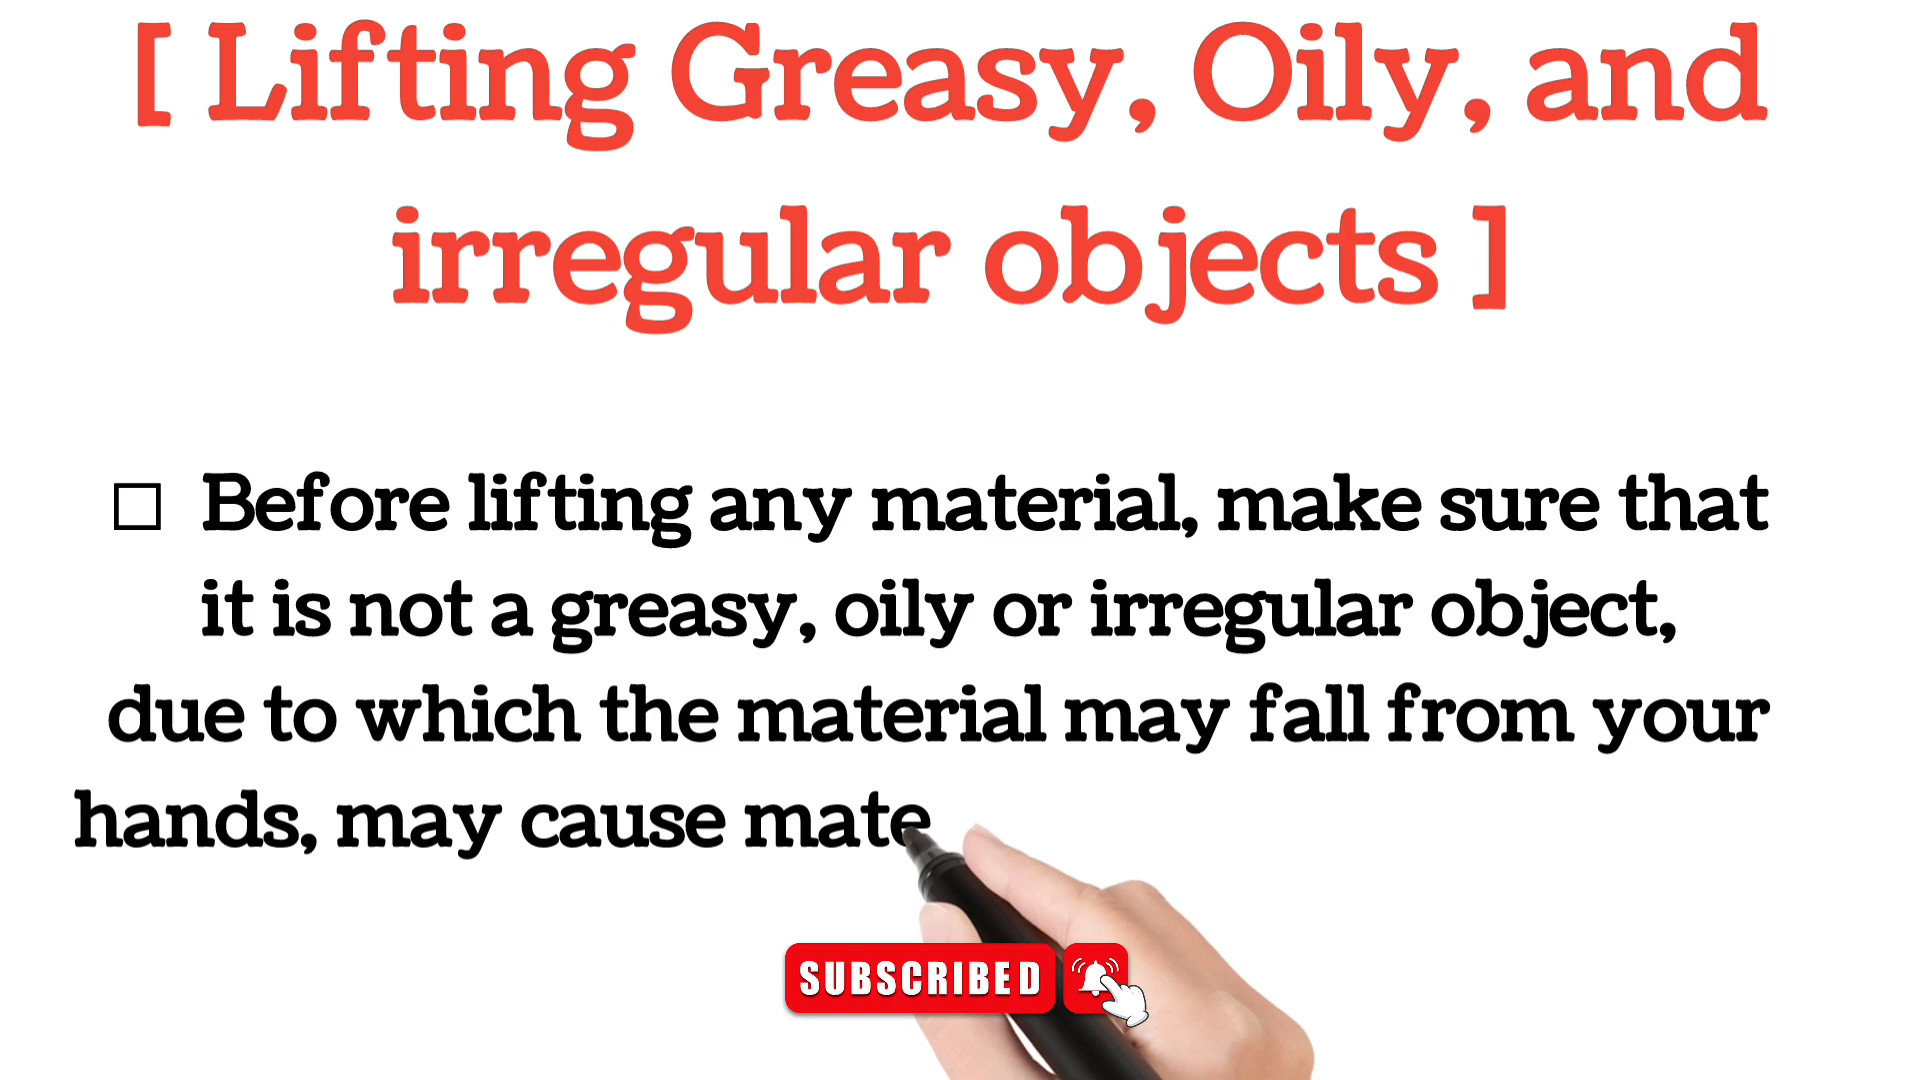 [ Lifting Greasy, Oily, and
irregular objects ]
☐ Before lifting any material, make sure that
it is not a greasy, oily or irregular object,
due to which the material may fall from your
hands, may cause mate
SUBSCRIBED